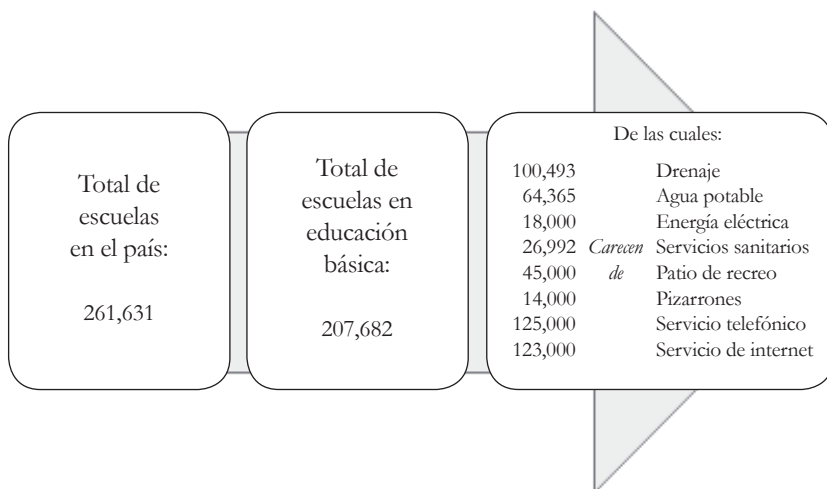 Total de
escuelas
en el país:
261,631
Total de
escuelas en
educación
básica:
207,682
De las cuales:
100,493 Drenaje
64,365 Agua potable
18,000 Energía eléctrica
26,992 Carecen Servicios sanitarios
45,000 de Patio de recreo
14,000 Pizarrones
125,000 Servicio telefónico
123,000 Servicio de internet